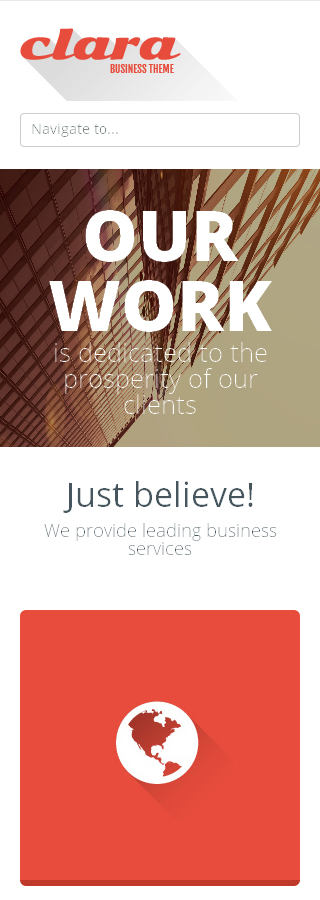 clara
BUSINESS THEME
Navigate to...
OUR
WORK
is dedicated to the
prosperity of our
clients
Just believe!
We provide leading business
services